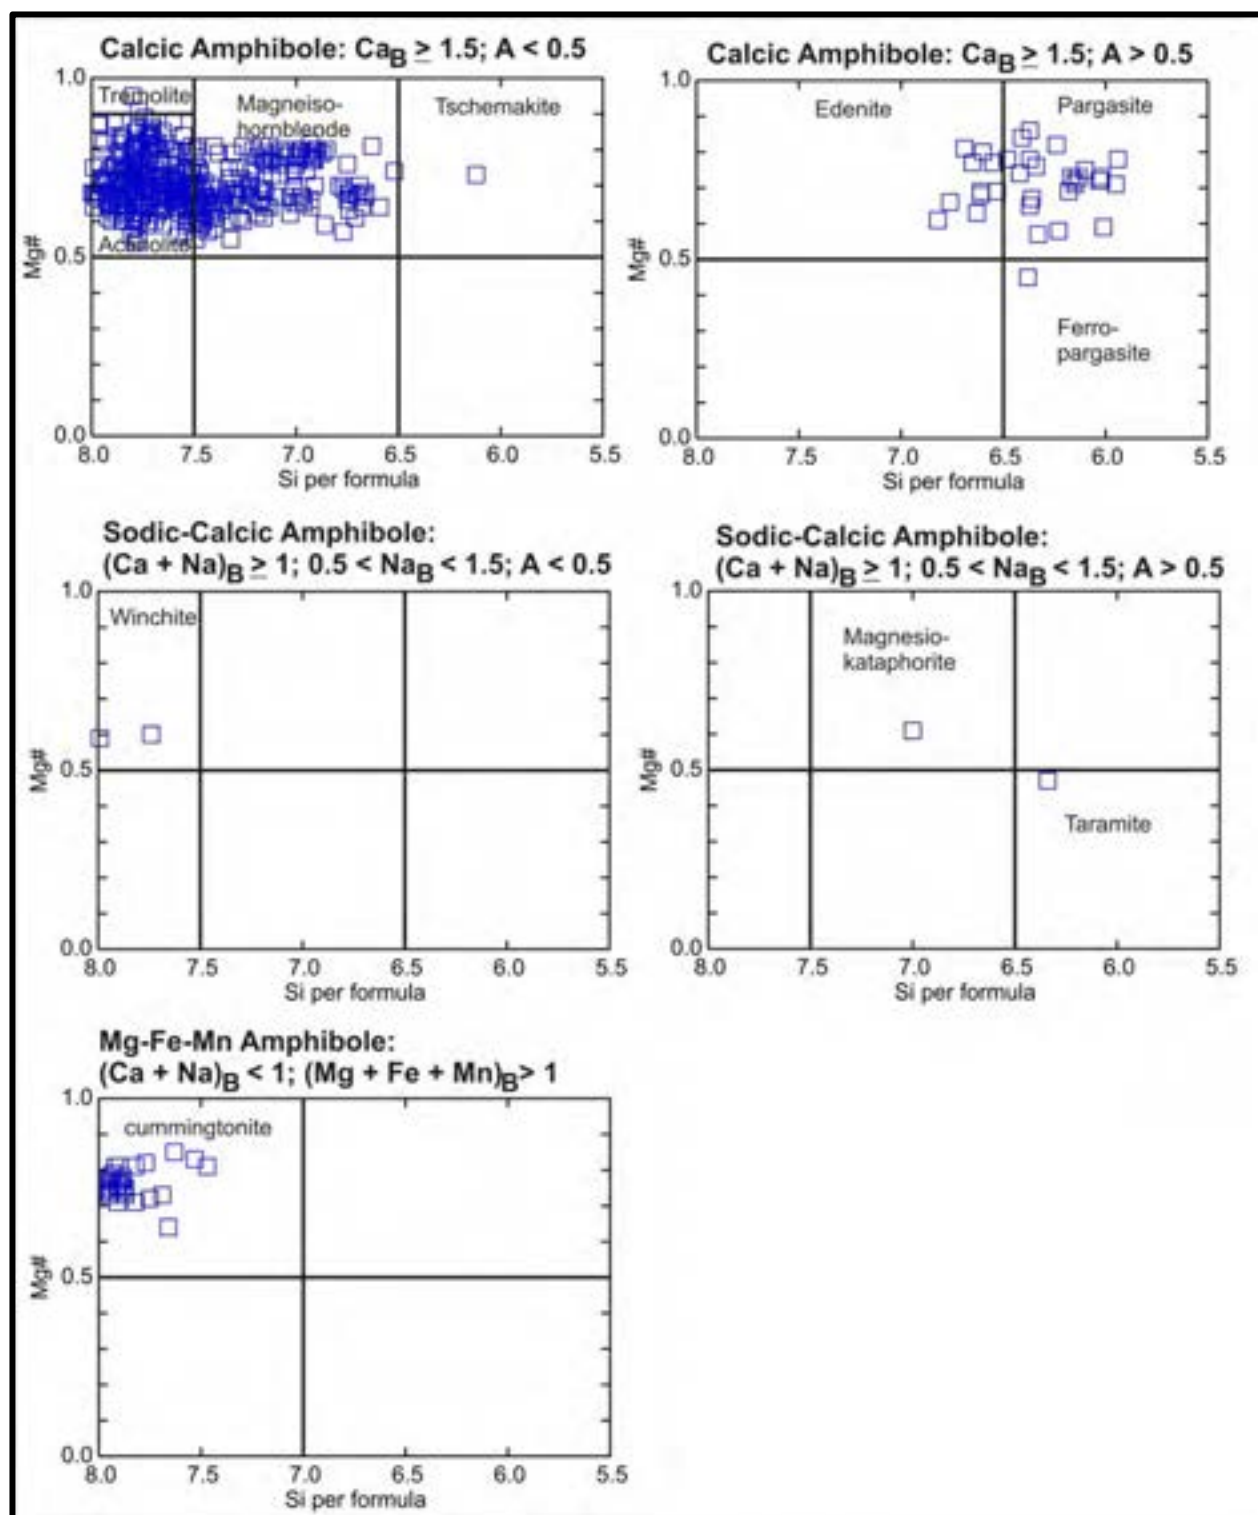 Calcic Amphibole: CaB ≥ 1.5; A < 0.5
1.0
Tremolite
Magneiso-
hornblende
Tschemakite
Actinolite
Mg#
0.5
0.0
8.0 7.5 7.0 6.5 6.0 5.5
Si per formula
Calcic Amphibole: CaB ≥ 1.5; A > 0.5
1.0
Edenite
Pargasite
Mg#
0.5
Ferro-
pargasite
0.0
8.0 7.5 7.0 6.5 6.0 5.5
Si per formula
Sodic-Calcic Amphibole:
(Ca + Na)B ≥ 1; 0.5 < NaB < 1.5; A < 0.5
1.0
Winchite
Mg#
0.5
0.0
8.0 7.5 7.0 6.5 6.0 5.5
Si per formula
Sodic-Calcic Amphibole:
(Ca + Na)B ≥ 1; 0.5 < NaB < 1.5; A > 0.5
1.0
Magnesio-
kataphorite
Mg#
0.5
Taramite
0.0
8.0 7.5 7.0 6.5 6.0 5.5
Si per formula
Mg-Fe-Mn Amphibole:
(Ca + Na)B < 1; (Mg + Fe + Mn)B > 1
1.0
cummingtonite
Mg#
0.5
0.0
8.0 7.5 7.0 6.5 6.0 5.5
Si per formula